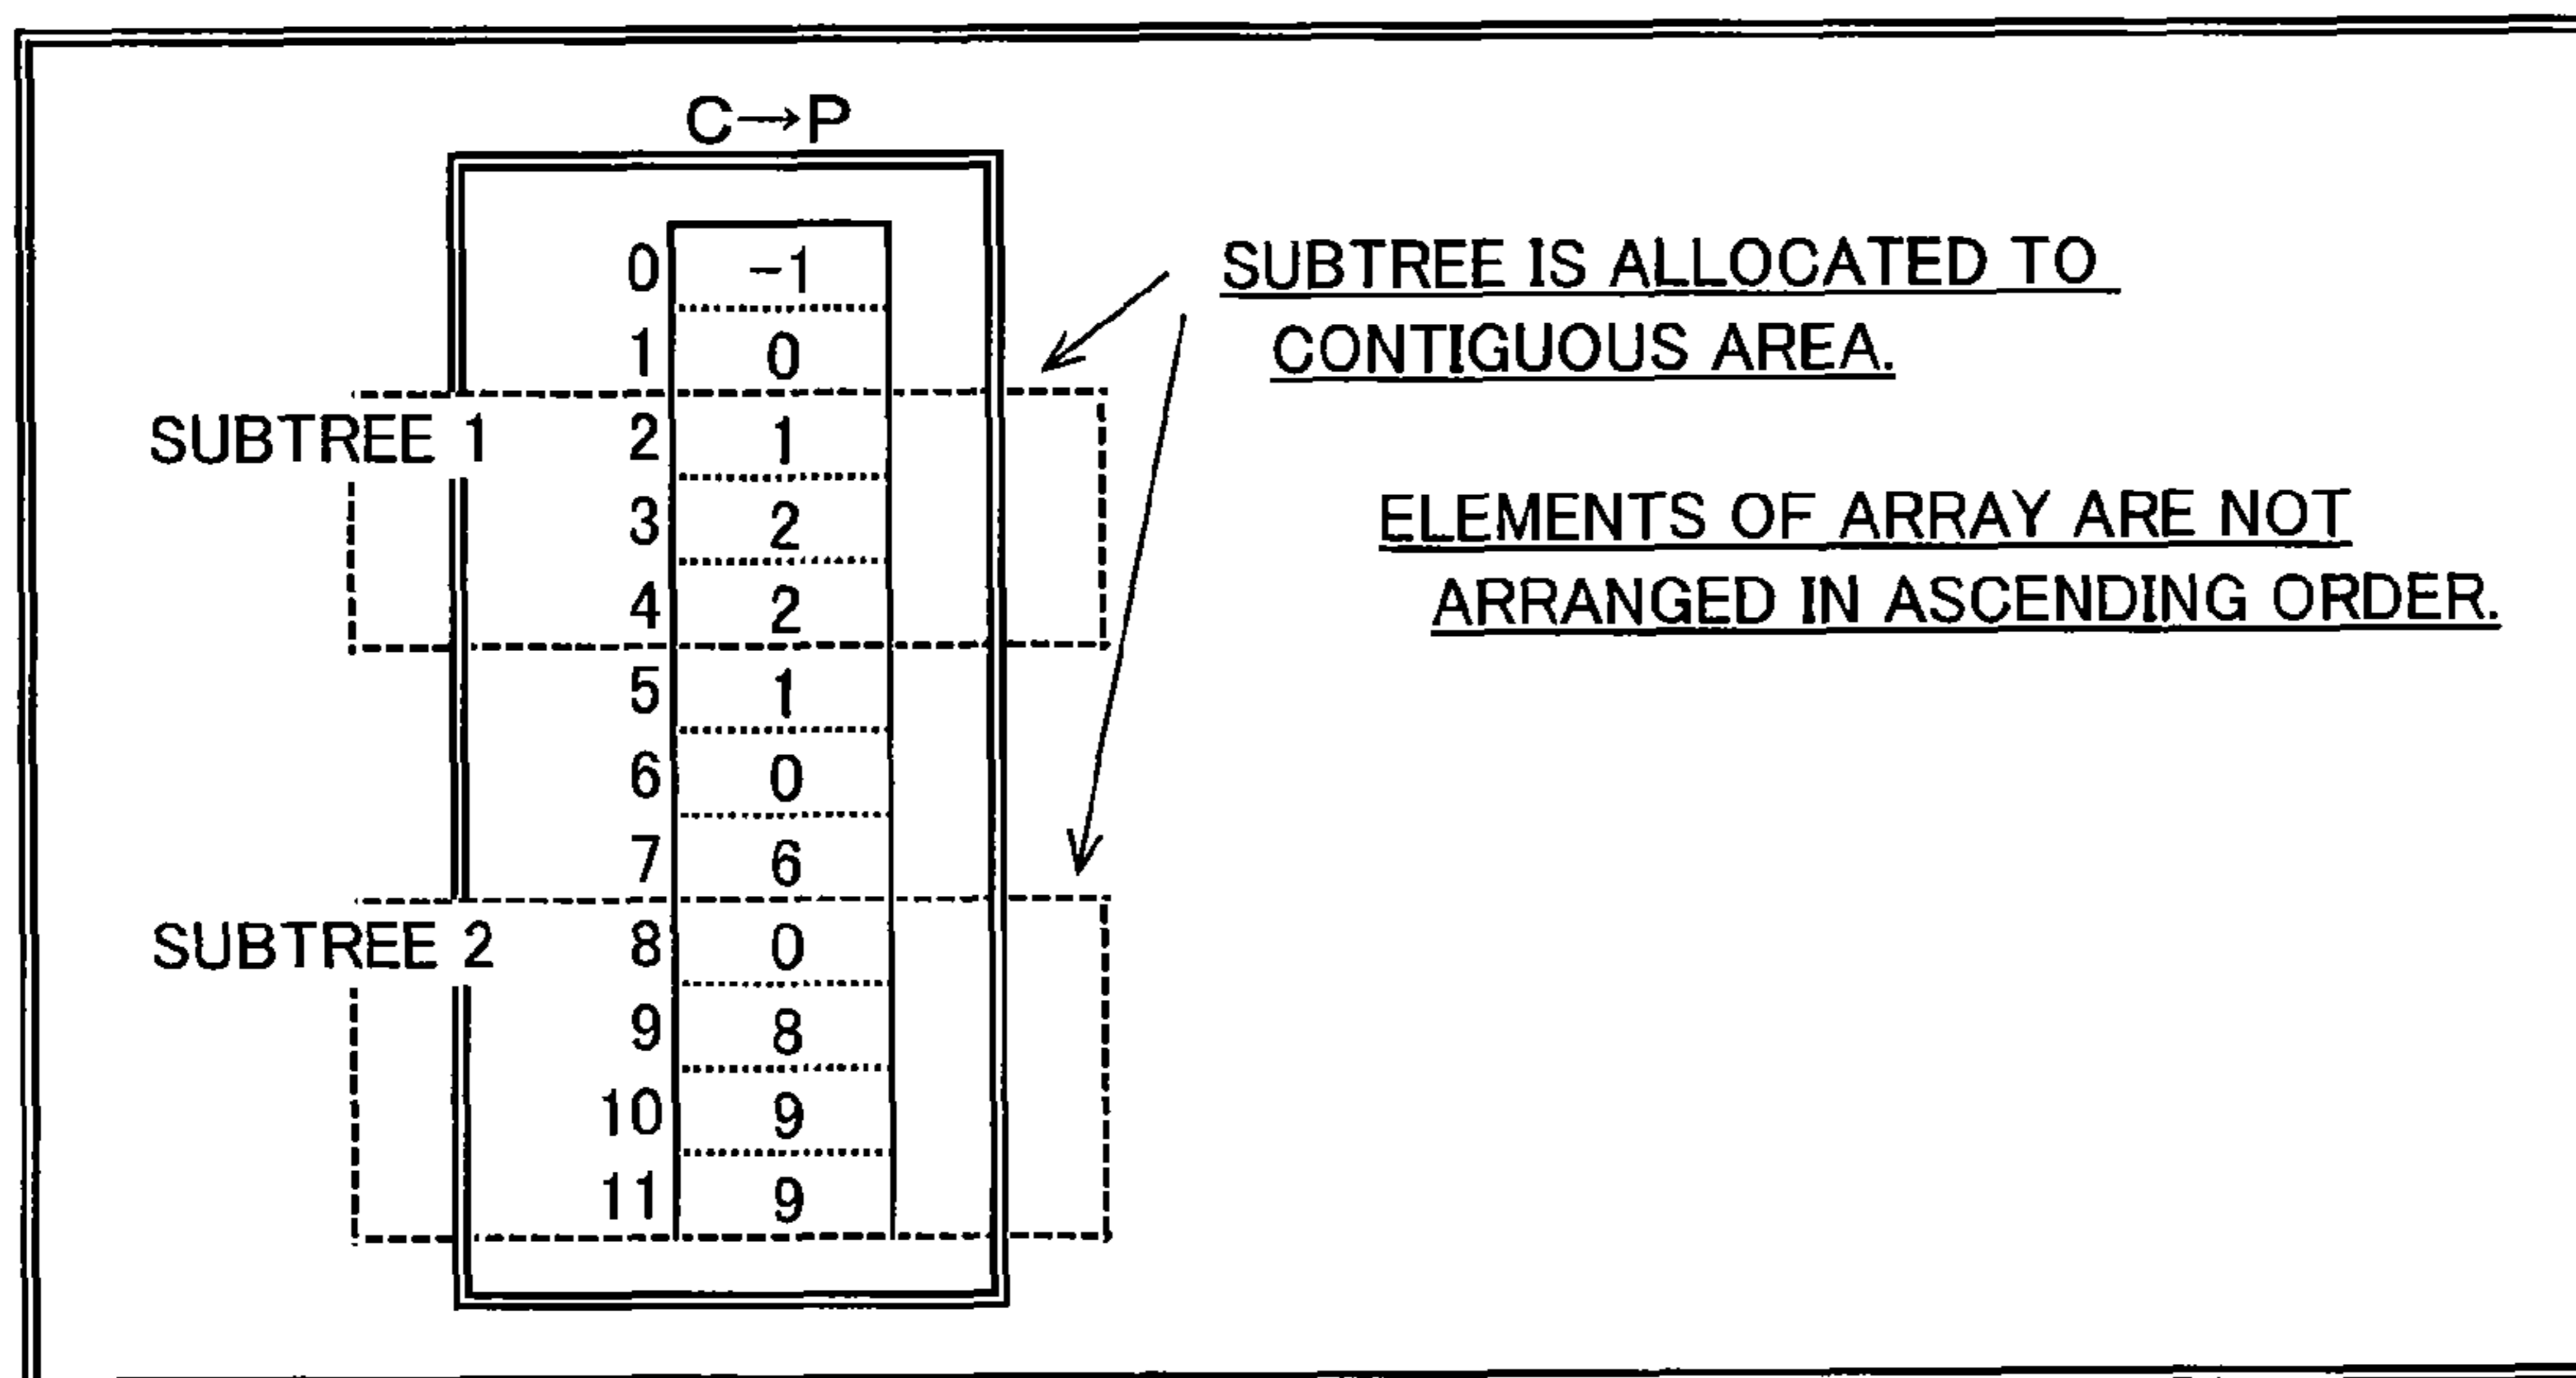 C→P
0 -1
1 0
SUBTREE 1 2 1
3 2
4 2
5 1
6 0
7 6
SUBTREE 2 8 0
9 8
10 9
11 9
SUBTREE IS ALLOCATED TO
CONTIGUOUS AREA.
ELEMENTS OF ARRAY ARE NOT
ARRANGED IN ASCENDING ORDER.